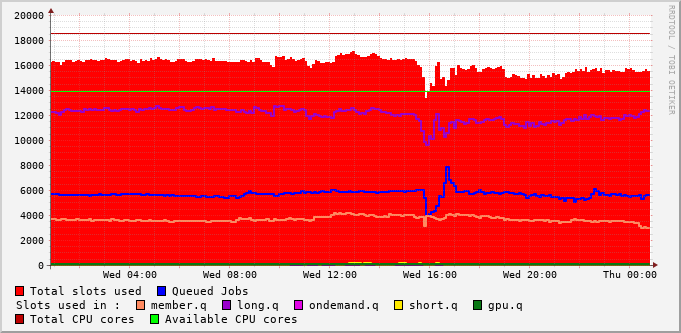 20000
18000
16000
14000
12000
10000
8000
6000
4000
2000
0
Wed 04:00 Wed 08:00 Wed 12:00 Wed 16:00 Wed 20:00 Thu 00:00
RRDTOOL / TOBI OETIKER
Total slots used Queued Jobs
Slots used in : member.q long.q ondemand.q short.q gpu.q
Total CPU cores Available CPU cores